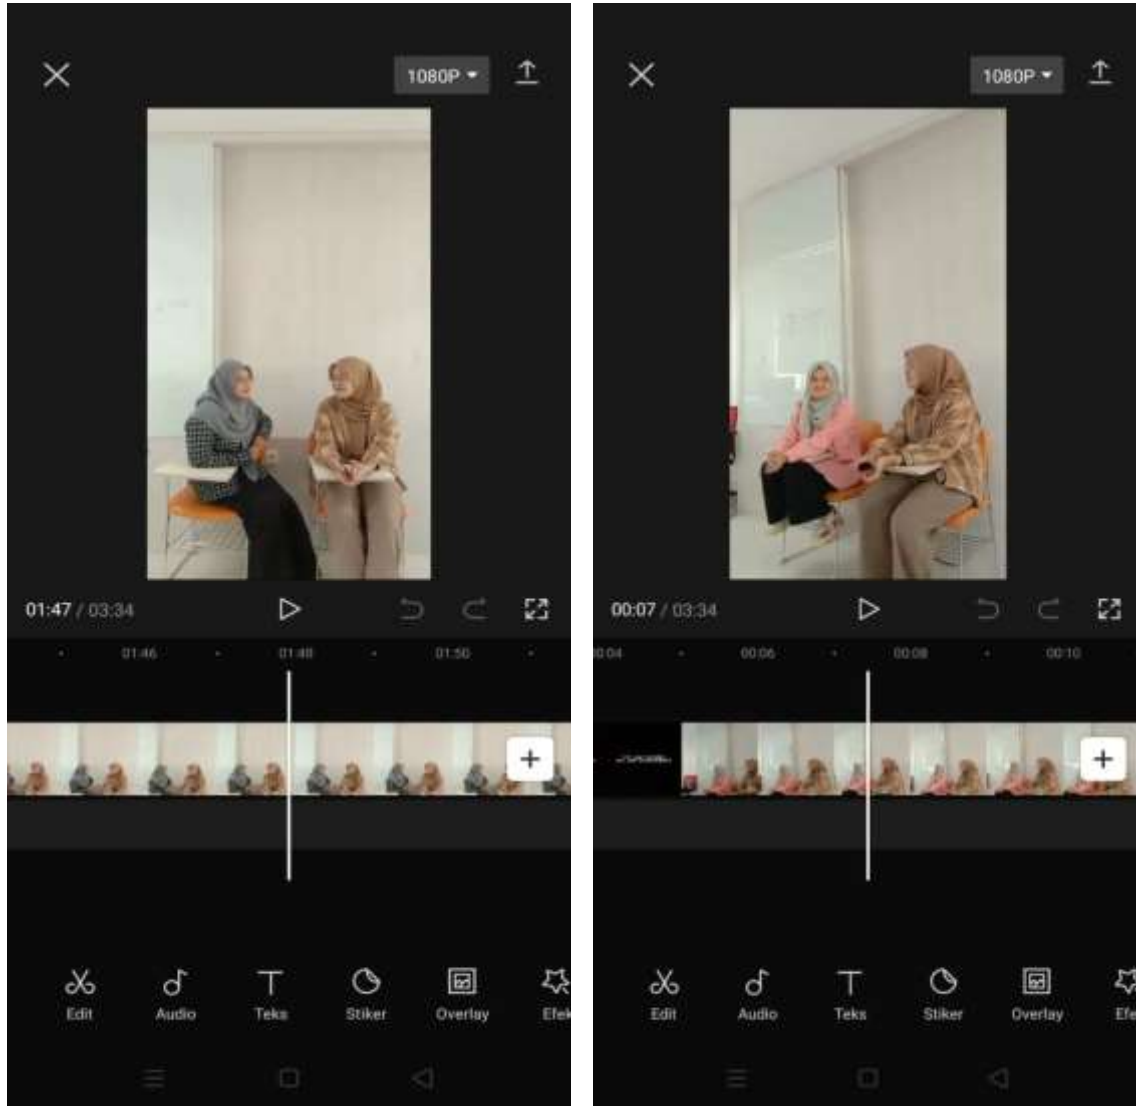 1080P
01:47 / 03:34
01:46 01:48 01:50
Edit Audio Teks Stiker Overlay Efek
1080P
00:07 / 03:34
00:04 00:06 00:08 00:10
Edit Audio Teks Stiker Overlay Efe